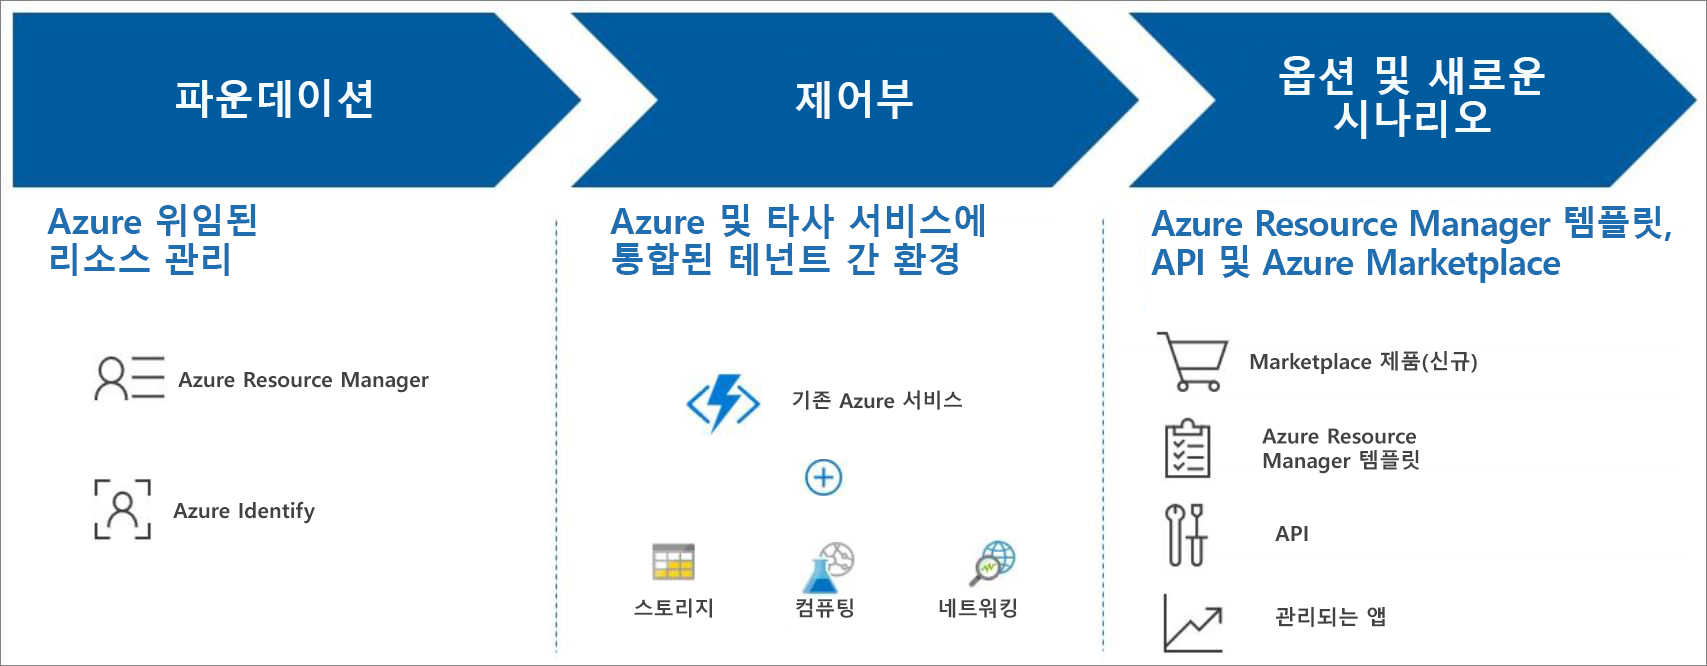 파운데이션
제어부
옵션 및 새로운
시나리오
Azure 위임된
리소스 관리
Azure Resource Manager
Azure Identify
Azure 및 타사 서비스에
통합된 테넌트 간 환경
기존 Azure 서비스
스토리지
컴퓨팅
네트워킹
Azure Resource Manager 템플릿,
API 및 Azure Marketplace
Marketplace 제품(신규)
Azure Resource
Manager 템플릿
API
관리되는 앱